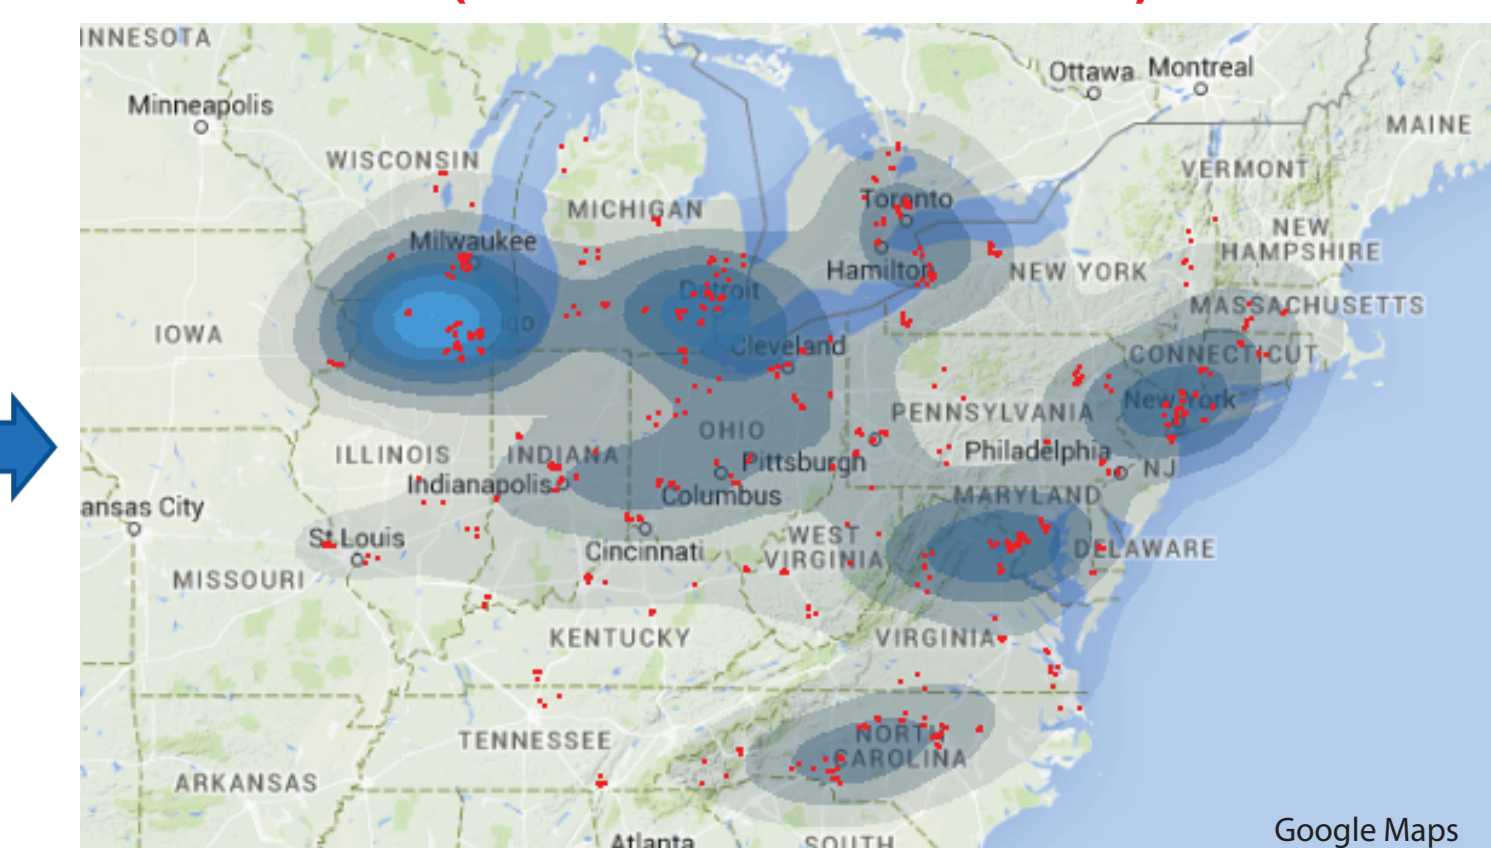 INNESOTA
Ottawa
Montreal
Minneapolis
MAINE
WISCONSIN
VERMONT
MICHIGAN
Toronto
NEW
HAMPSHIRE
Milwaukee
Hamilton
NEW YORK
Detroit
MASSACHUSETTS
go
IOWA
Cleveland
CONNECTICUT
New York
PENNSYLVANIA
OHIO
ILLINOIS
INDIANA
Pittsburgh
Philadelphia
NJ
Indianapolis
Columbus
MARYLAND
ansas City
St Louis
Cincinnati
WEST
VIRGINIA
DELAWARE
MISSOURI
KENTUCKY
VIRGINIA
TENNESSEE
NORTH
CAROLINA
ARKANSAS
Atlanta
SOUTH
Google Maps